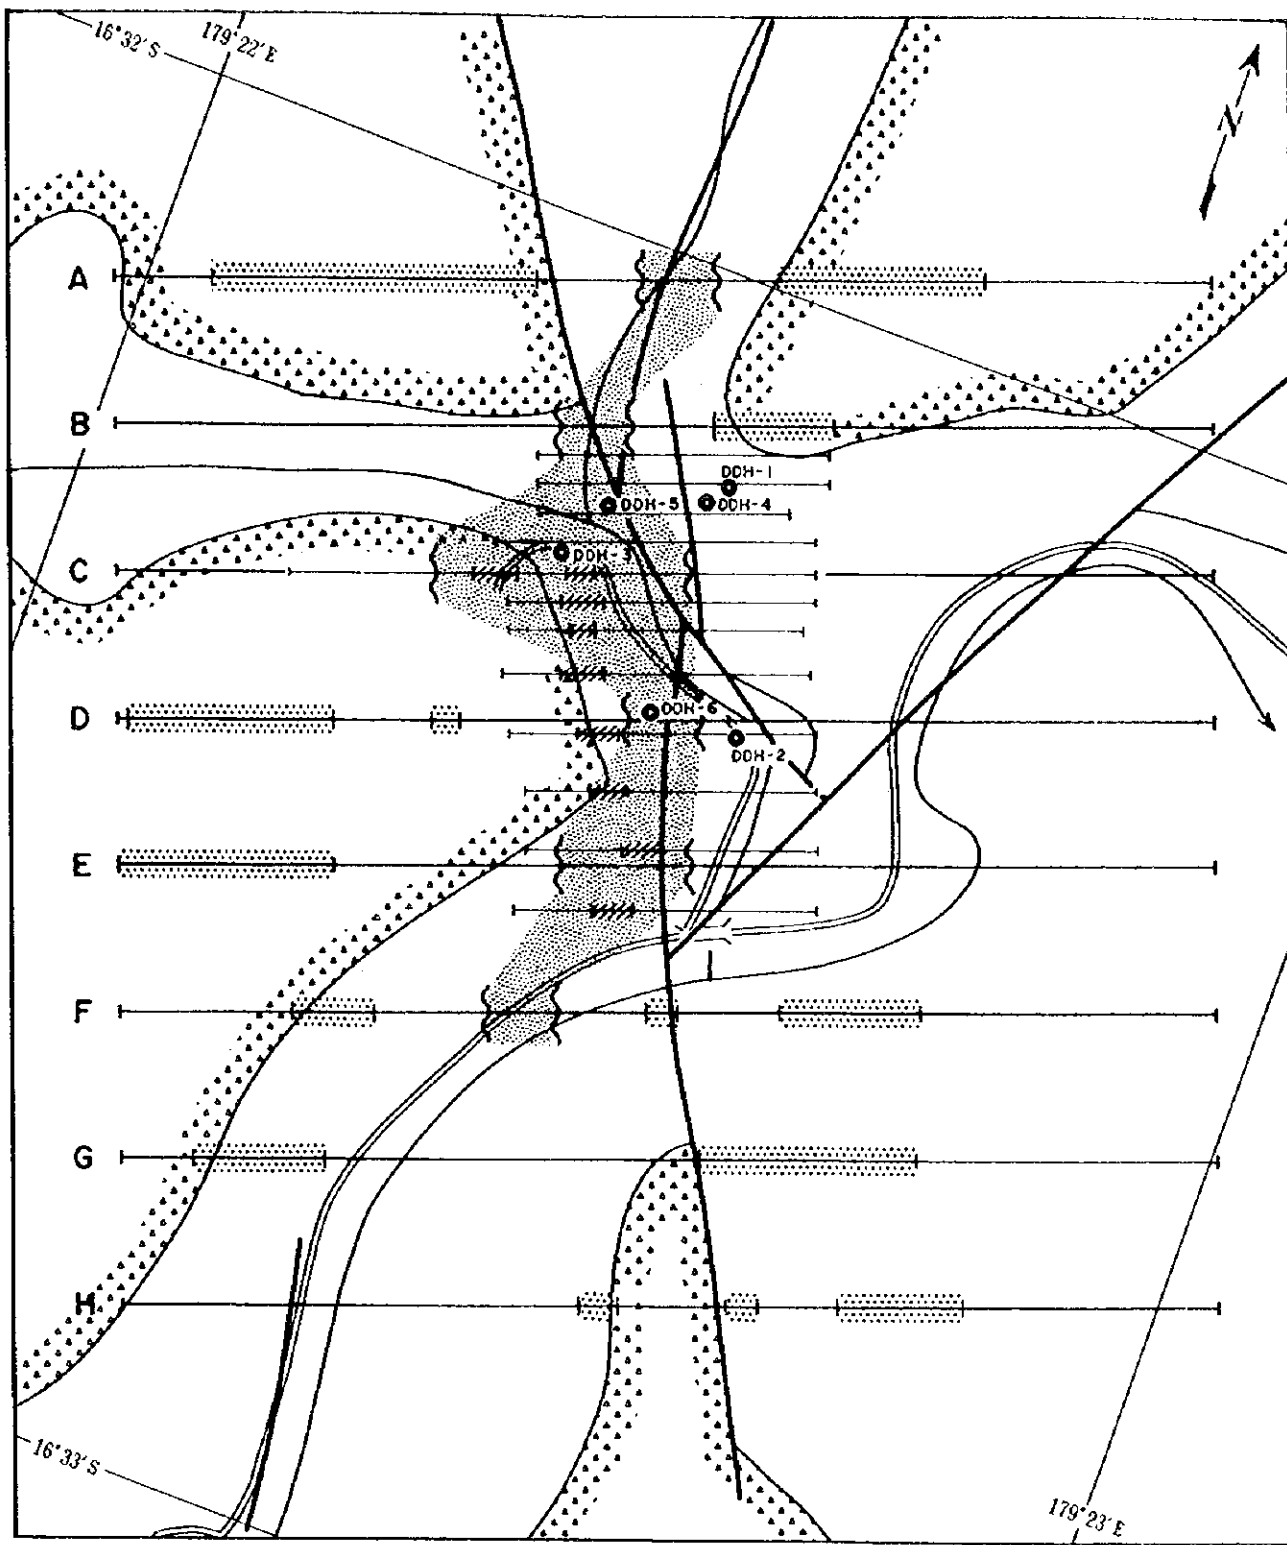 16°32'S
179°22'E
N
A
B
DDH-1
DDH-5
DDH-4
DDH-3
C
D
DDH-6
DDH-2
E
F
G
H
16°33'S
179°23'E